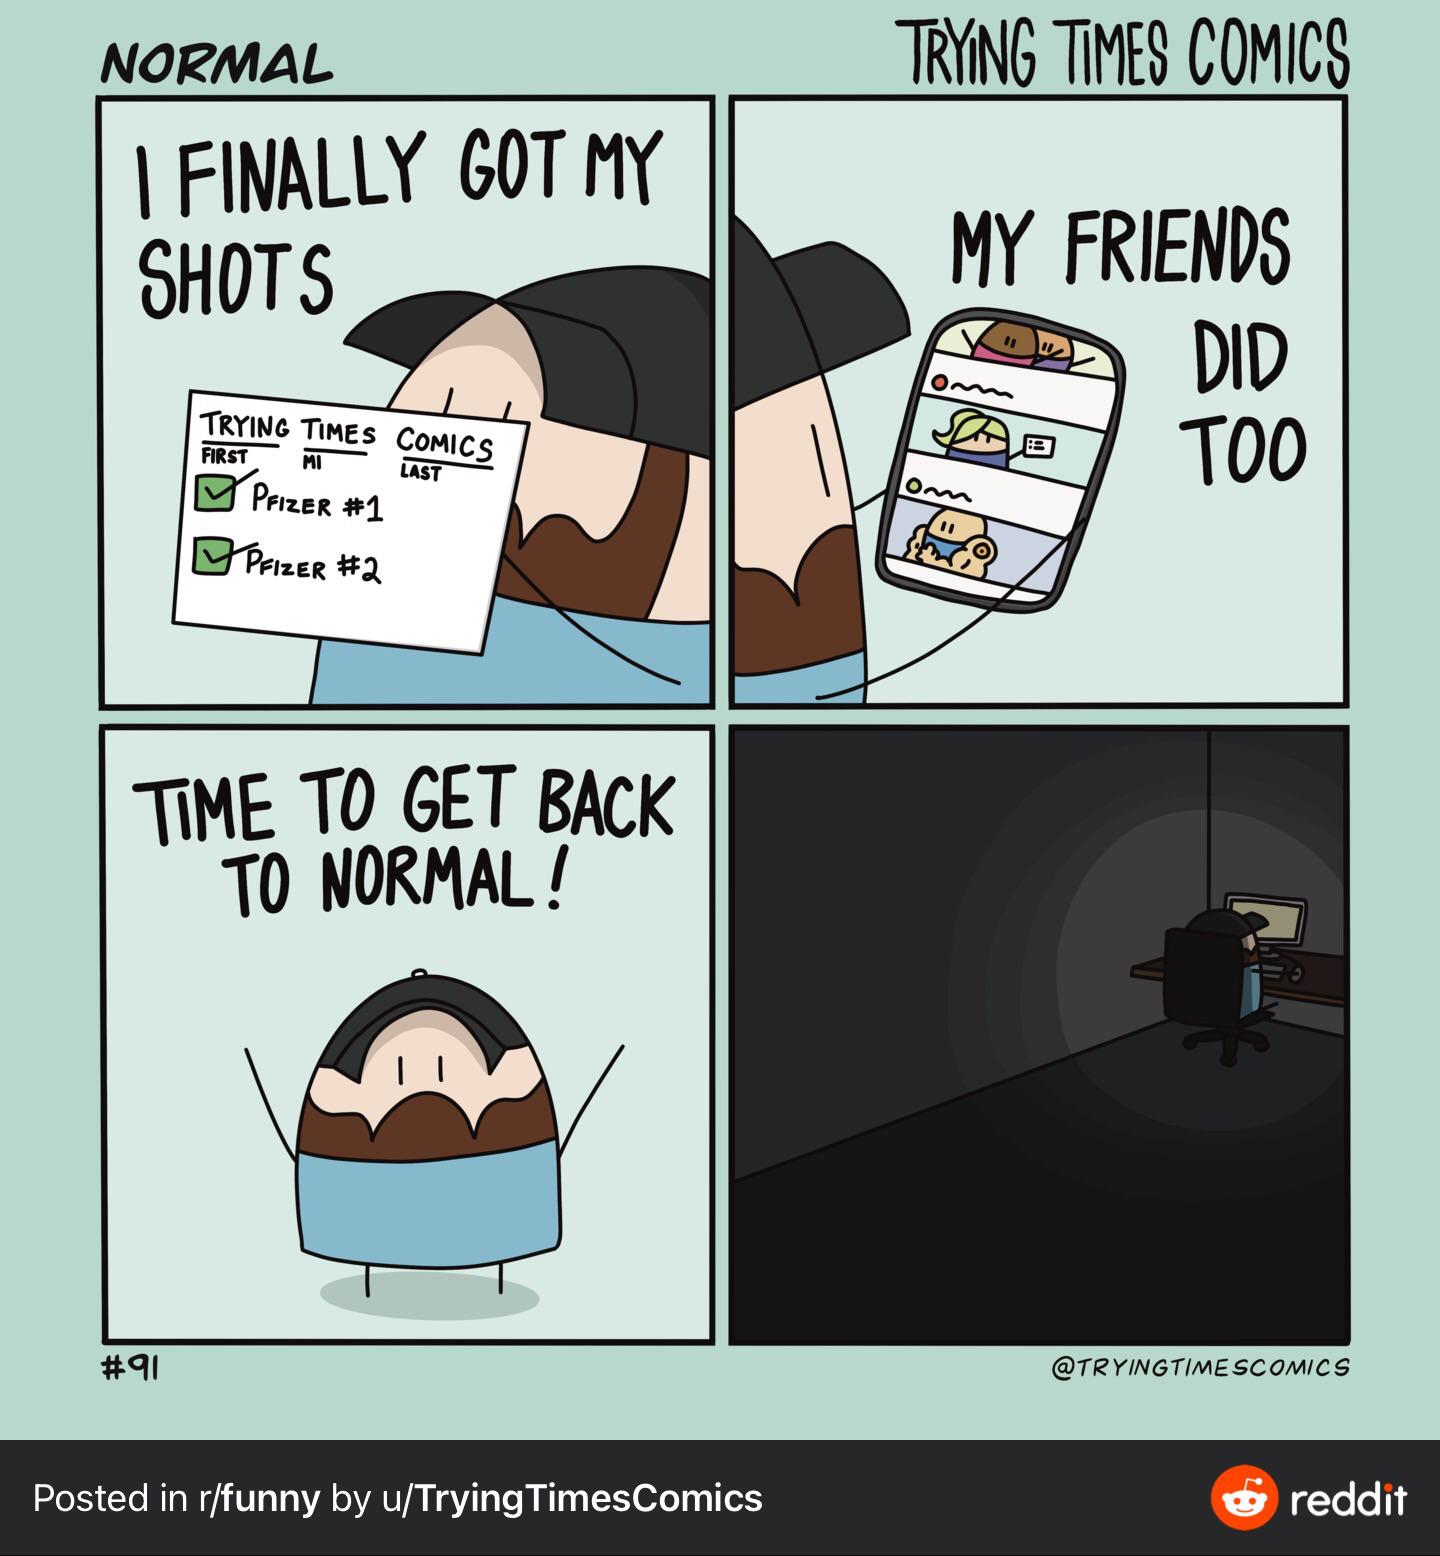 NORMAL
TRYING TIMES COMICS
I FINALLY GOT MY
SHOTS
TRYING TIMES COMICS
FIRST MI LAST
PFIZER #1
PFIZER #2
MY FRIENDS
DID
TOO
TIME TO GET BACK
TO NORMAL!
#91
@TRYINGTIMESCOMICS
Posted in r/funny by u/TryingTimesComics
reddit